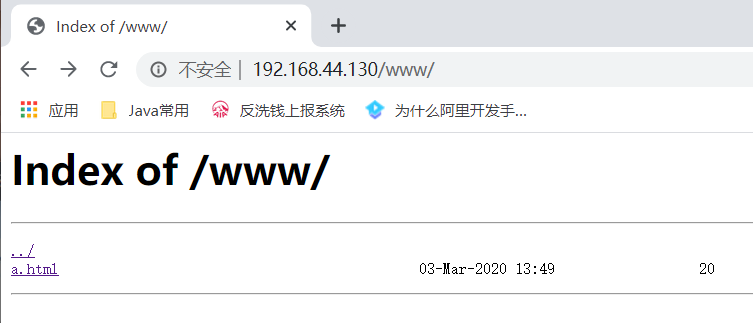 Index of /www/
不安全 | 192.168.44.130/www/
应用 Java常用 反洗钱上报系统 为什么阿里开发手...
Index of /www/
../
a.html 03-Mar-2020 13:49 20